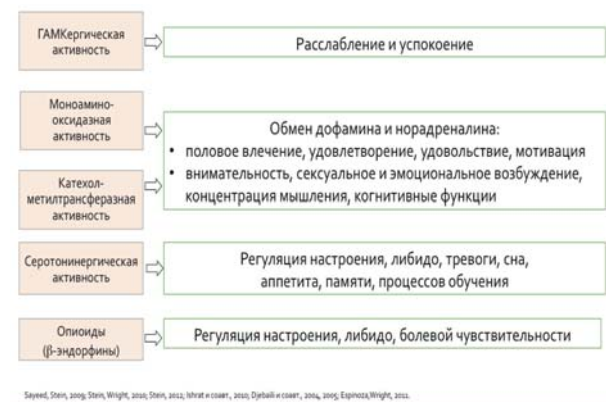 ГАМКергическая
активность
Расслабление и успокоение
Моноамино-
оксидазная
активность
Катехол-
метилтрансферазная
активность
Обмен дофамина и норадреналина:
• половое влечение, удовлетворение, удовольствие, мотивация
• внимательность, сексуальное и эмоциональное возбуждение,
концентрация мышления, когнитивные функции
Серотонинергическая
активность
Регуляция настроения, либидо, тревоги, сна,
аппетита, памяти, процессов обучения
Опиоиды
(β-эндорфины)
Регуляция настроения, либидо, болевой чувствительности
Sayeed, Stein, 2009; Stein, Wright, 2010; Stein, 2012; Ishrat и соавт., 2010; Djebaili и соавт., 2004, 2005; Espinoza,Wright, 2011.